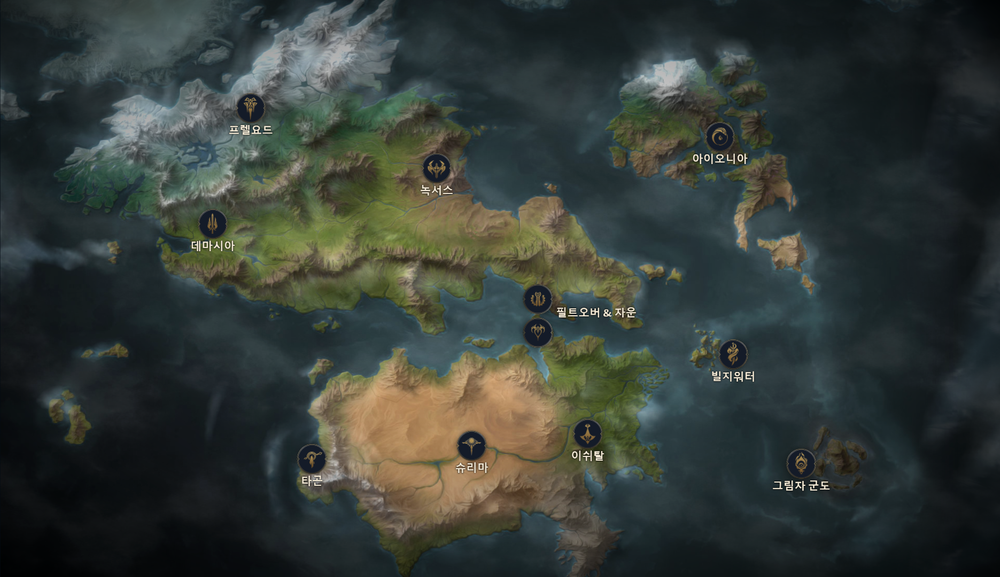 프렐요드
아이오니아
녹서스
데마시아
필트오버 & 자운
빌지워터
이쉬탈
슈리마
타곤
그림자 군도